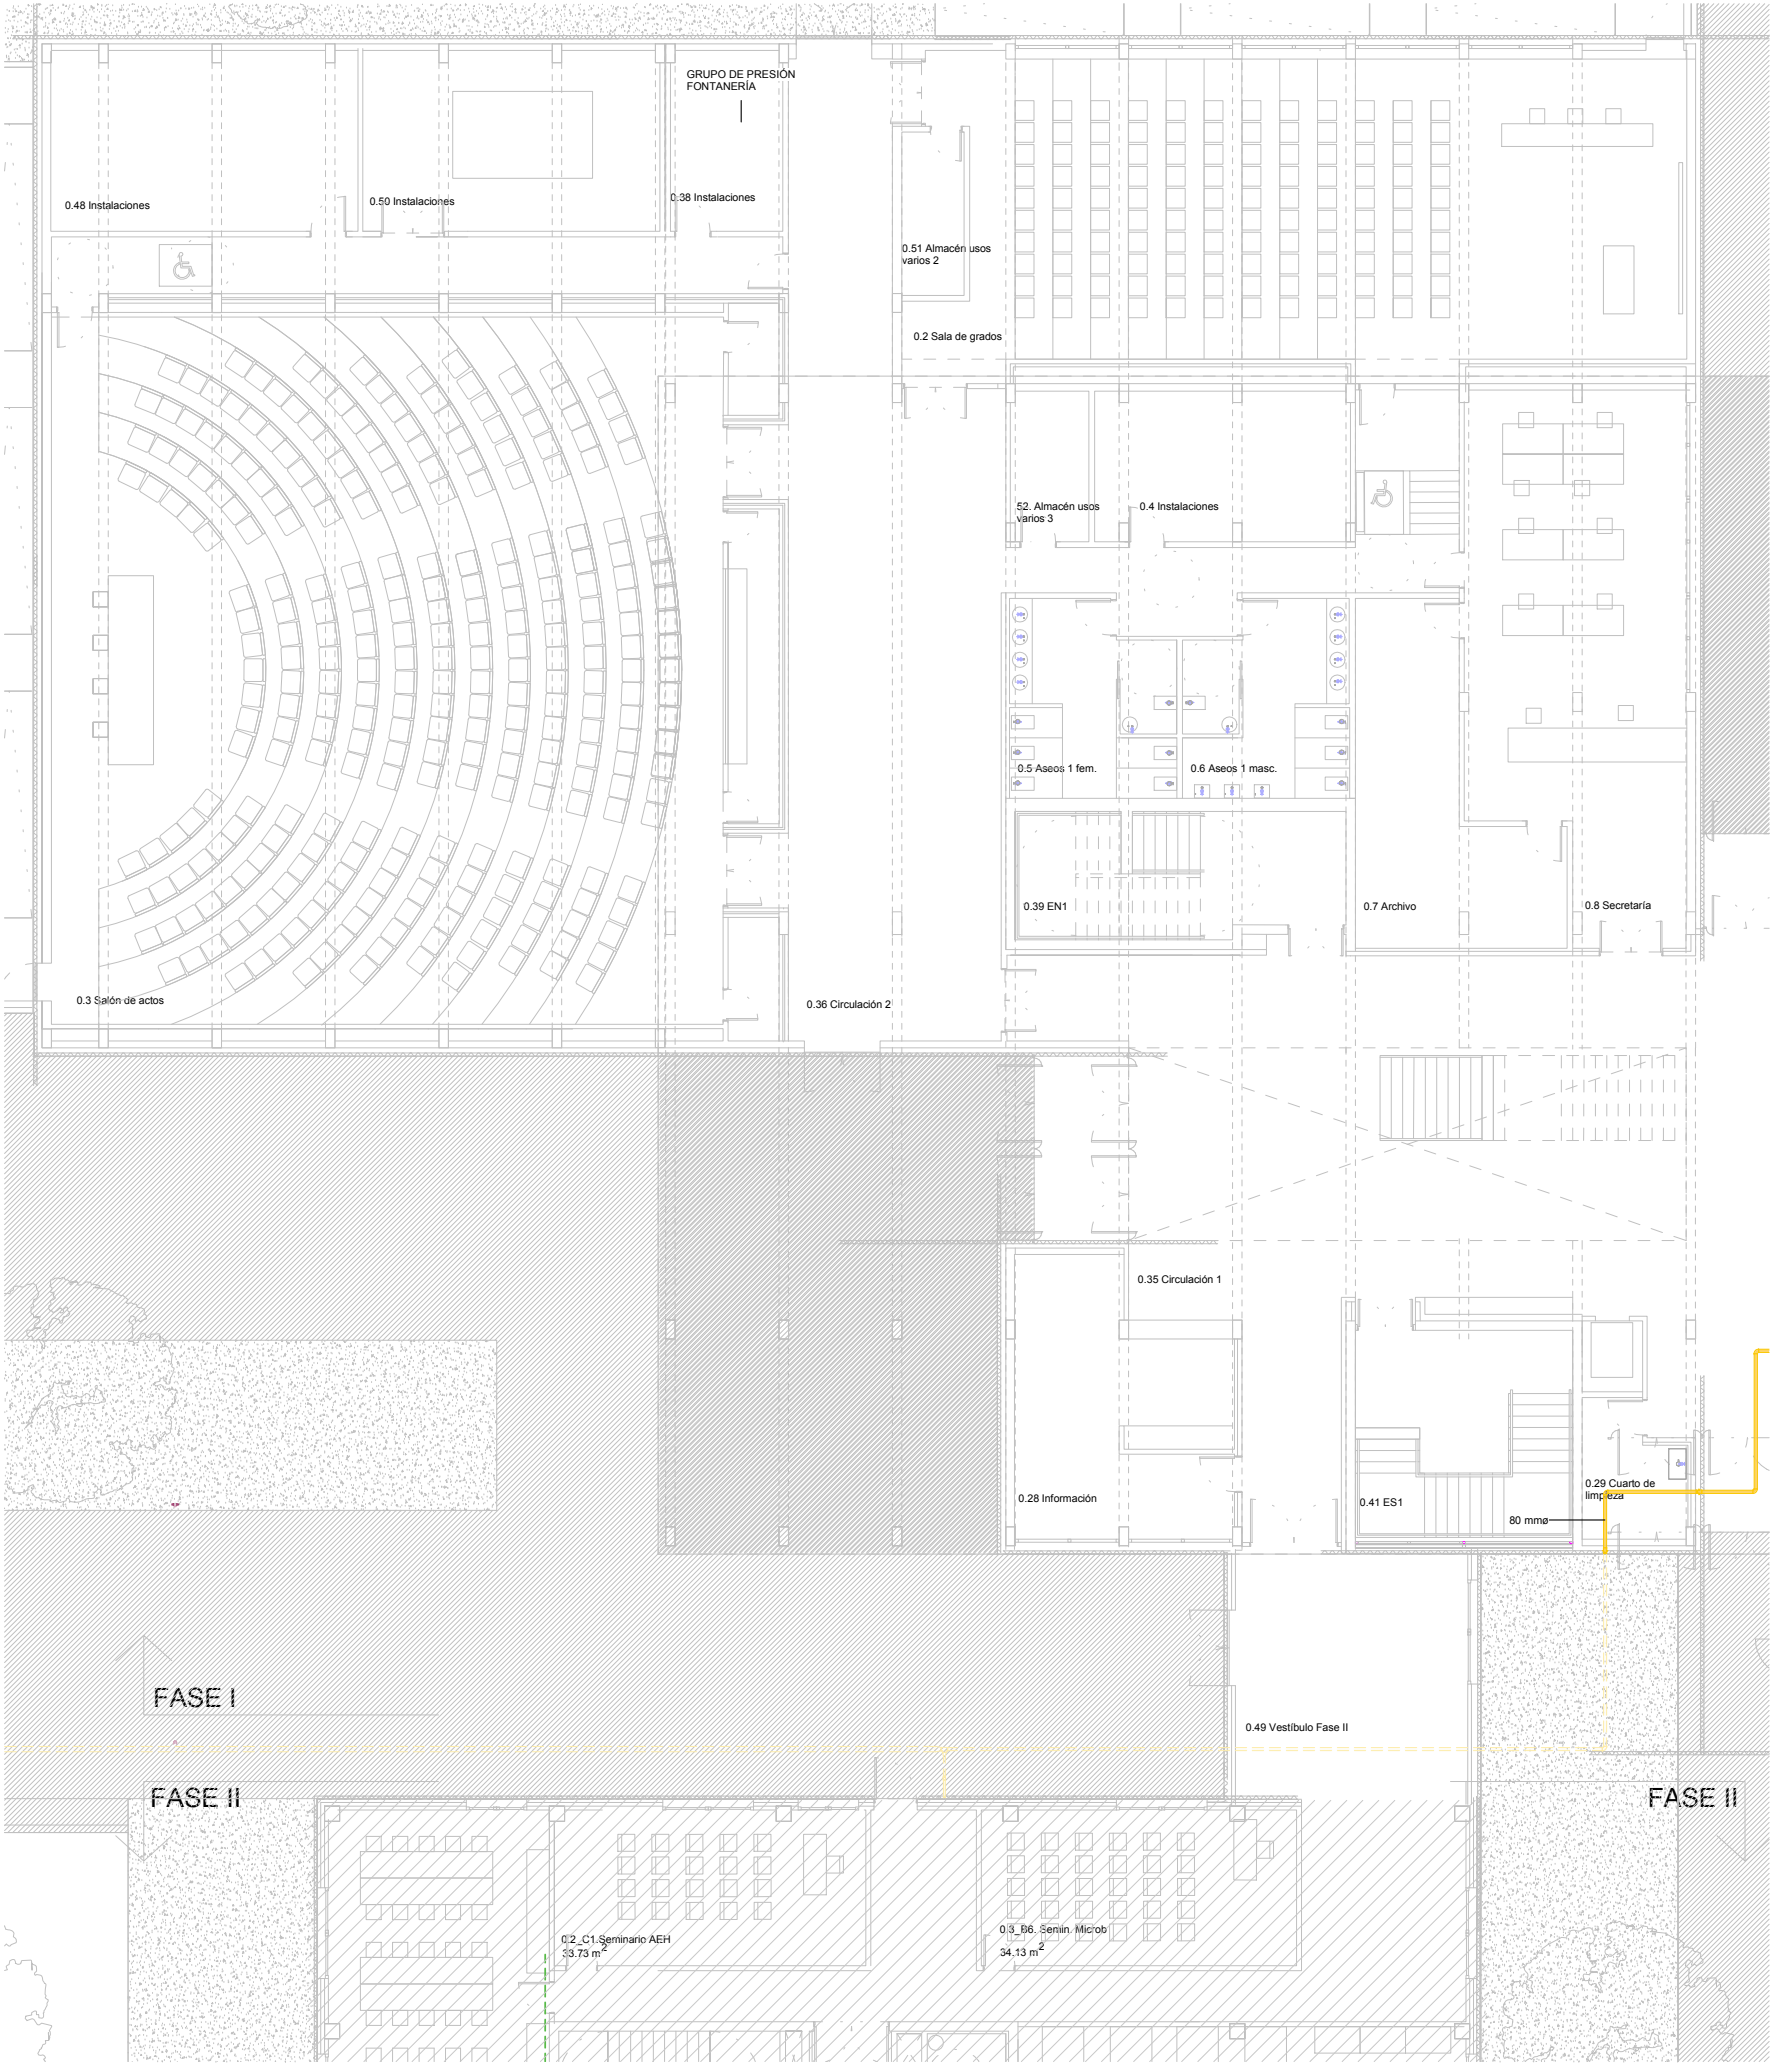 GRUPO DE PRESIÓN
FONTANERÍA
0.48 Instalaciones
0.50 Instalaciones
0.38 Instalaciones
0.51 Almacén usos
varios 2
0.2 Sala de grados
52. Almacén usos
varios 3
0.4 Instalaciones
0.5 Aseos 1 fem.
0.6 Aseos 1 masc.
0.39 EN1
0.7 Archivo
0.8 Secretaría
0.3 Salón de actos
0.36 Circulación 2
0.35 Circulación 1
0.28 Información
0.41 ES1
0.29 Cuarto de
limpieza
80 mmø
FASE I
0.49 Vestíbulo Fase II
FASE II
FASE II
0.2_C1.Seminario AEH
33.73 m2
0.3_B6. Semin. Microb
34.13 m2